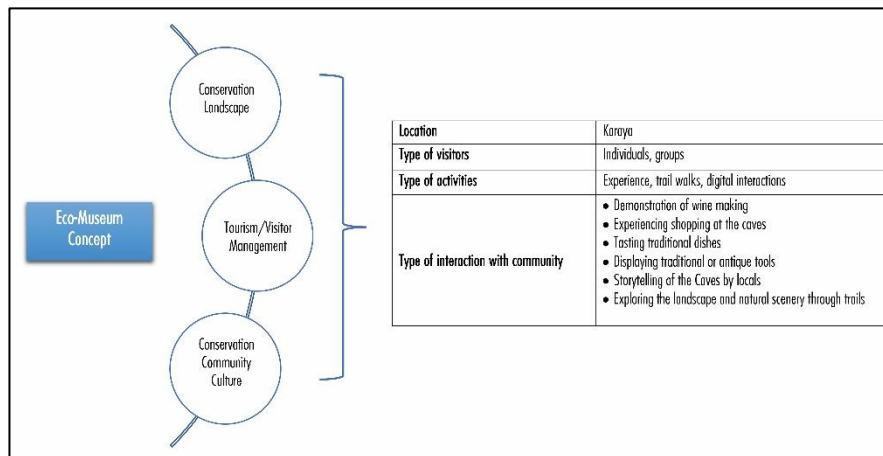 Conservation
Landscape
Eco-Museum
Concept
Tourism/Visitor
Management
Conservation
Community
Culture
Location Karaya
Type of visitors Individuals, groups
Type of activities Experience, trail walks, digital interactions
Type of interaction with community
• Demonstration of wine making
• Experiencing shopping at the caves
• Tasting traditional dishes
• Displaying traditional or antique tools
• Storytelling of the Caves by locals
• Exploring the landscape and natural scenery through trails